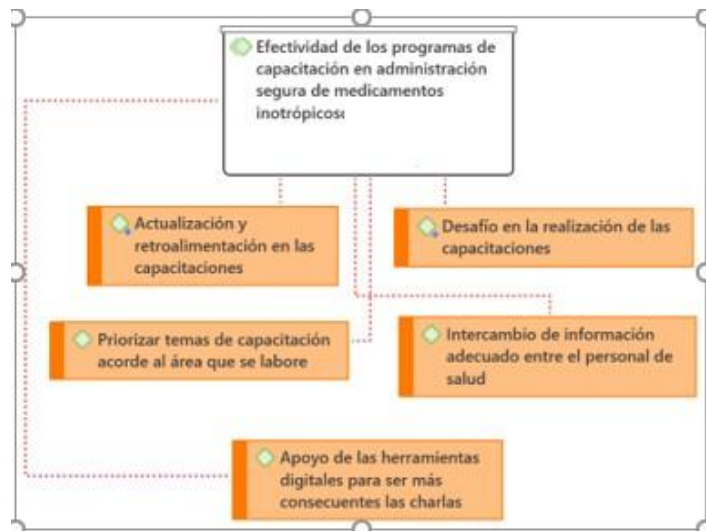 Efectividad de los programas de
capacitación en administración
segura de medicamentos
inotrópicos
Actualización y
retroalimentación en las
capacitaciones
Desafío en la realización de las
capacitaciones
Priorizar temas de capacitación
acorde al área que se labore
Intercambio de información
adecuado entre el personal de
salud
Apoyo de las herramientas
digitales para ser más
consecuentes las charlas